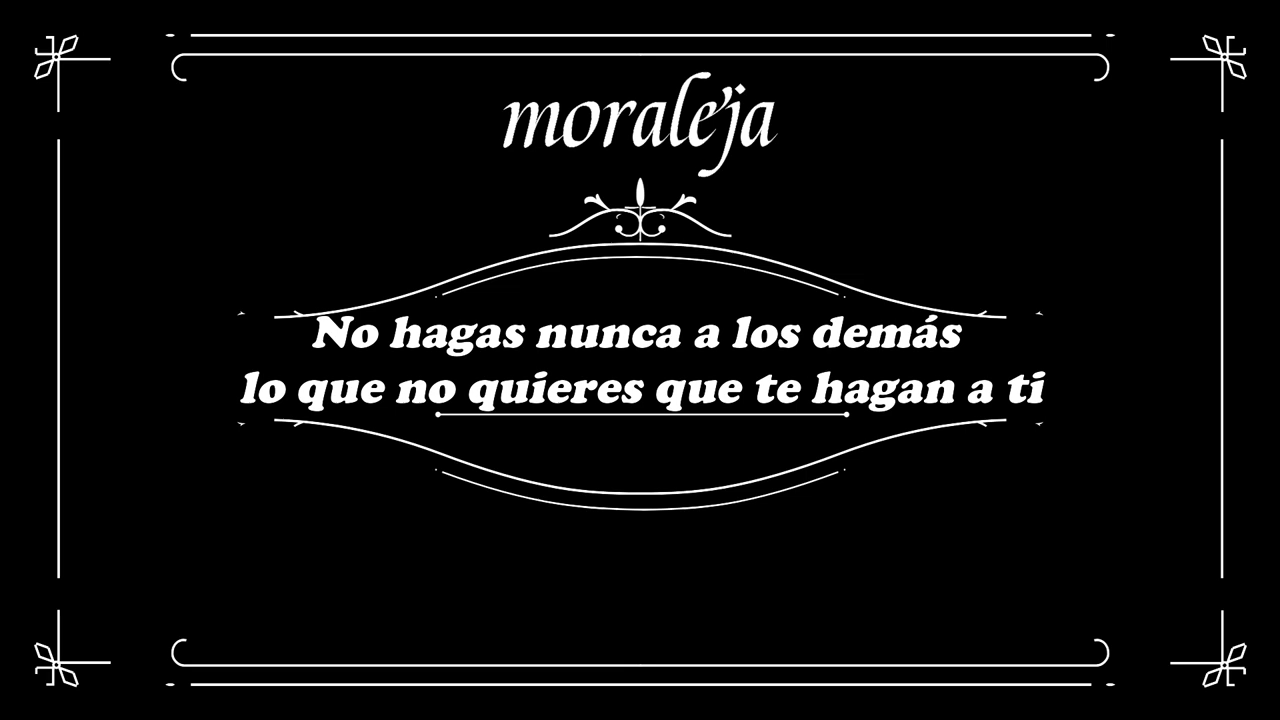 moraleja
No hagas nunca a los demás
lo que no quieres que te hagan a ti